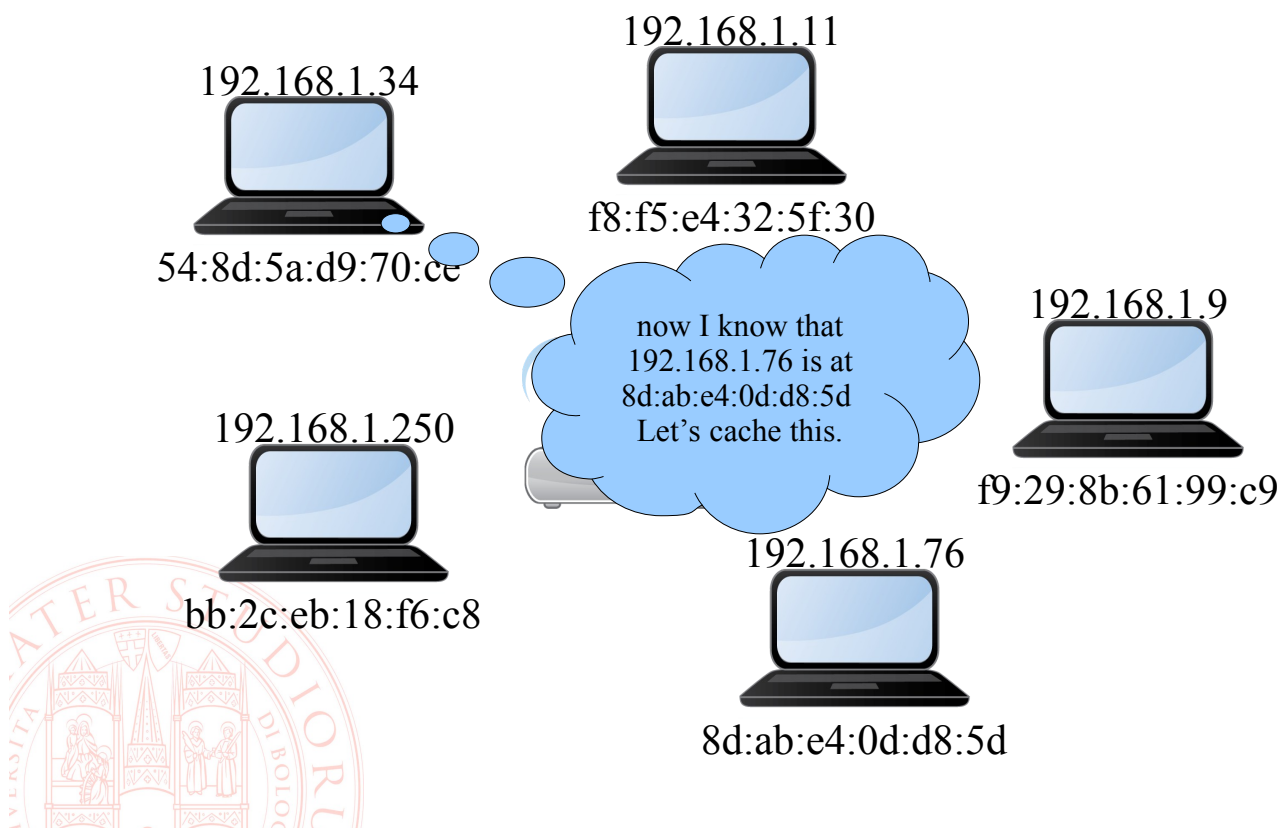 192.168.1.11
192.168.1.34
f8:f5:e4:32:5f:30
54:8d:5a:d9:70:ce
now I know that
192.168.1.76 is at
8d:ab:e4:0d:d8:5d
Let’s cache this.
192.168.1.9
f9:29:8b:61:99:c9
192.168.1.250
bb:2c:eb:18:f6:c8
192.168.1.76
8d:ab:e4:0d:d8:5d